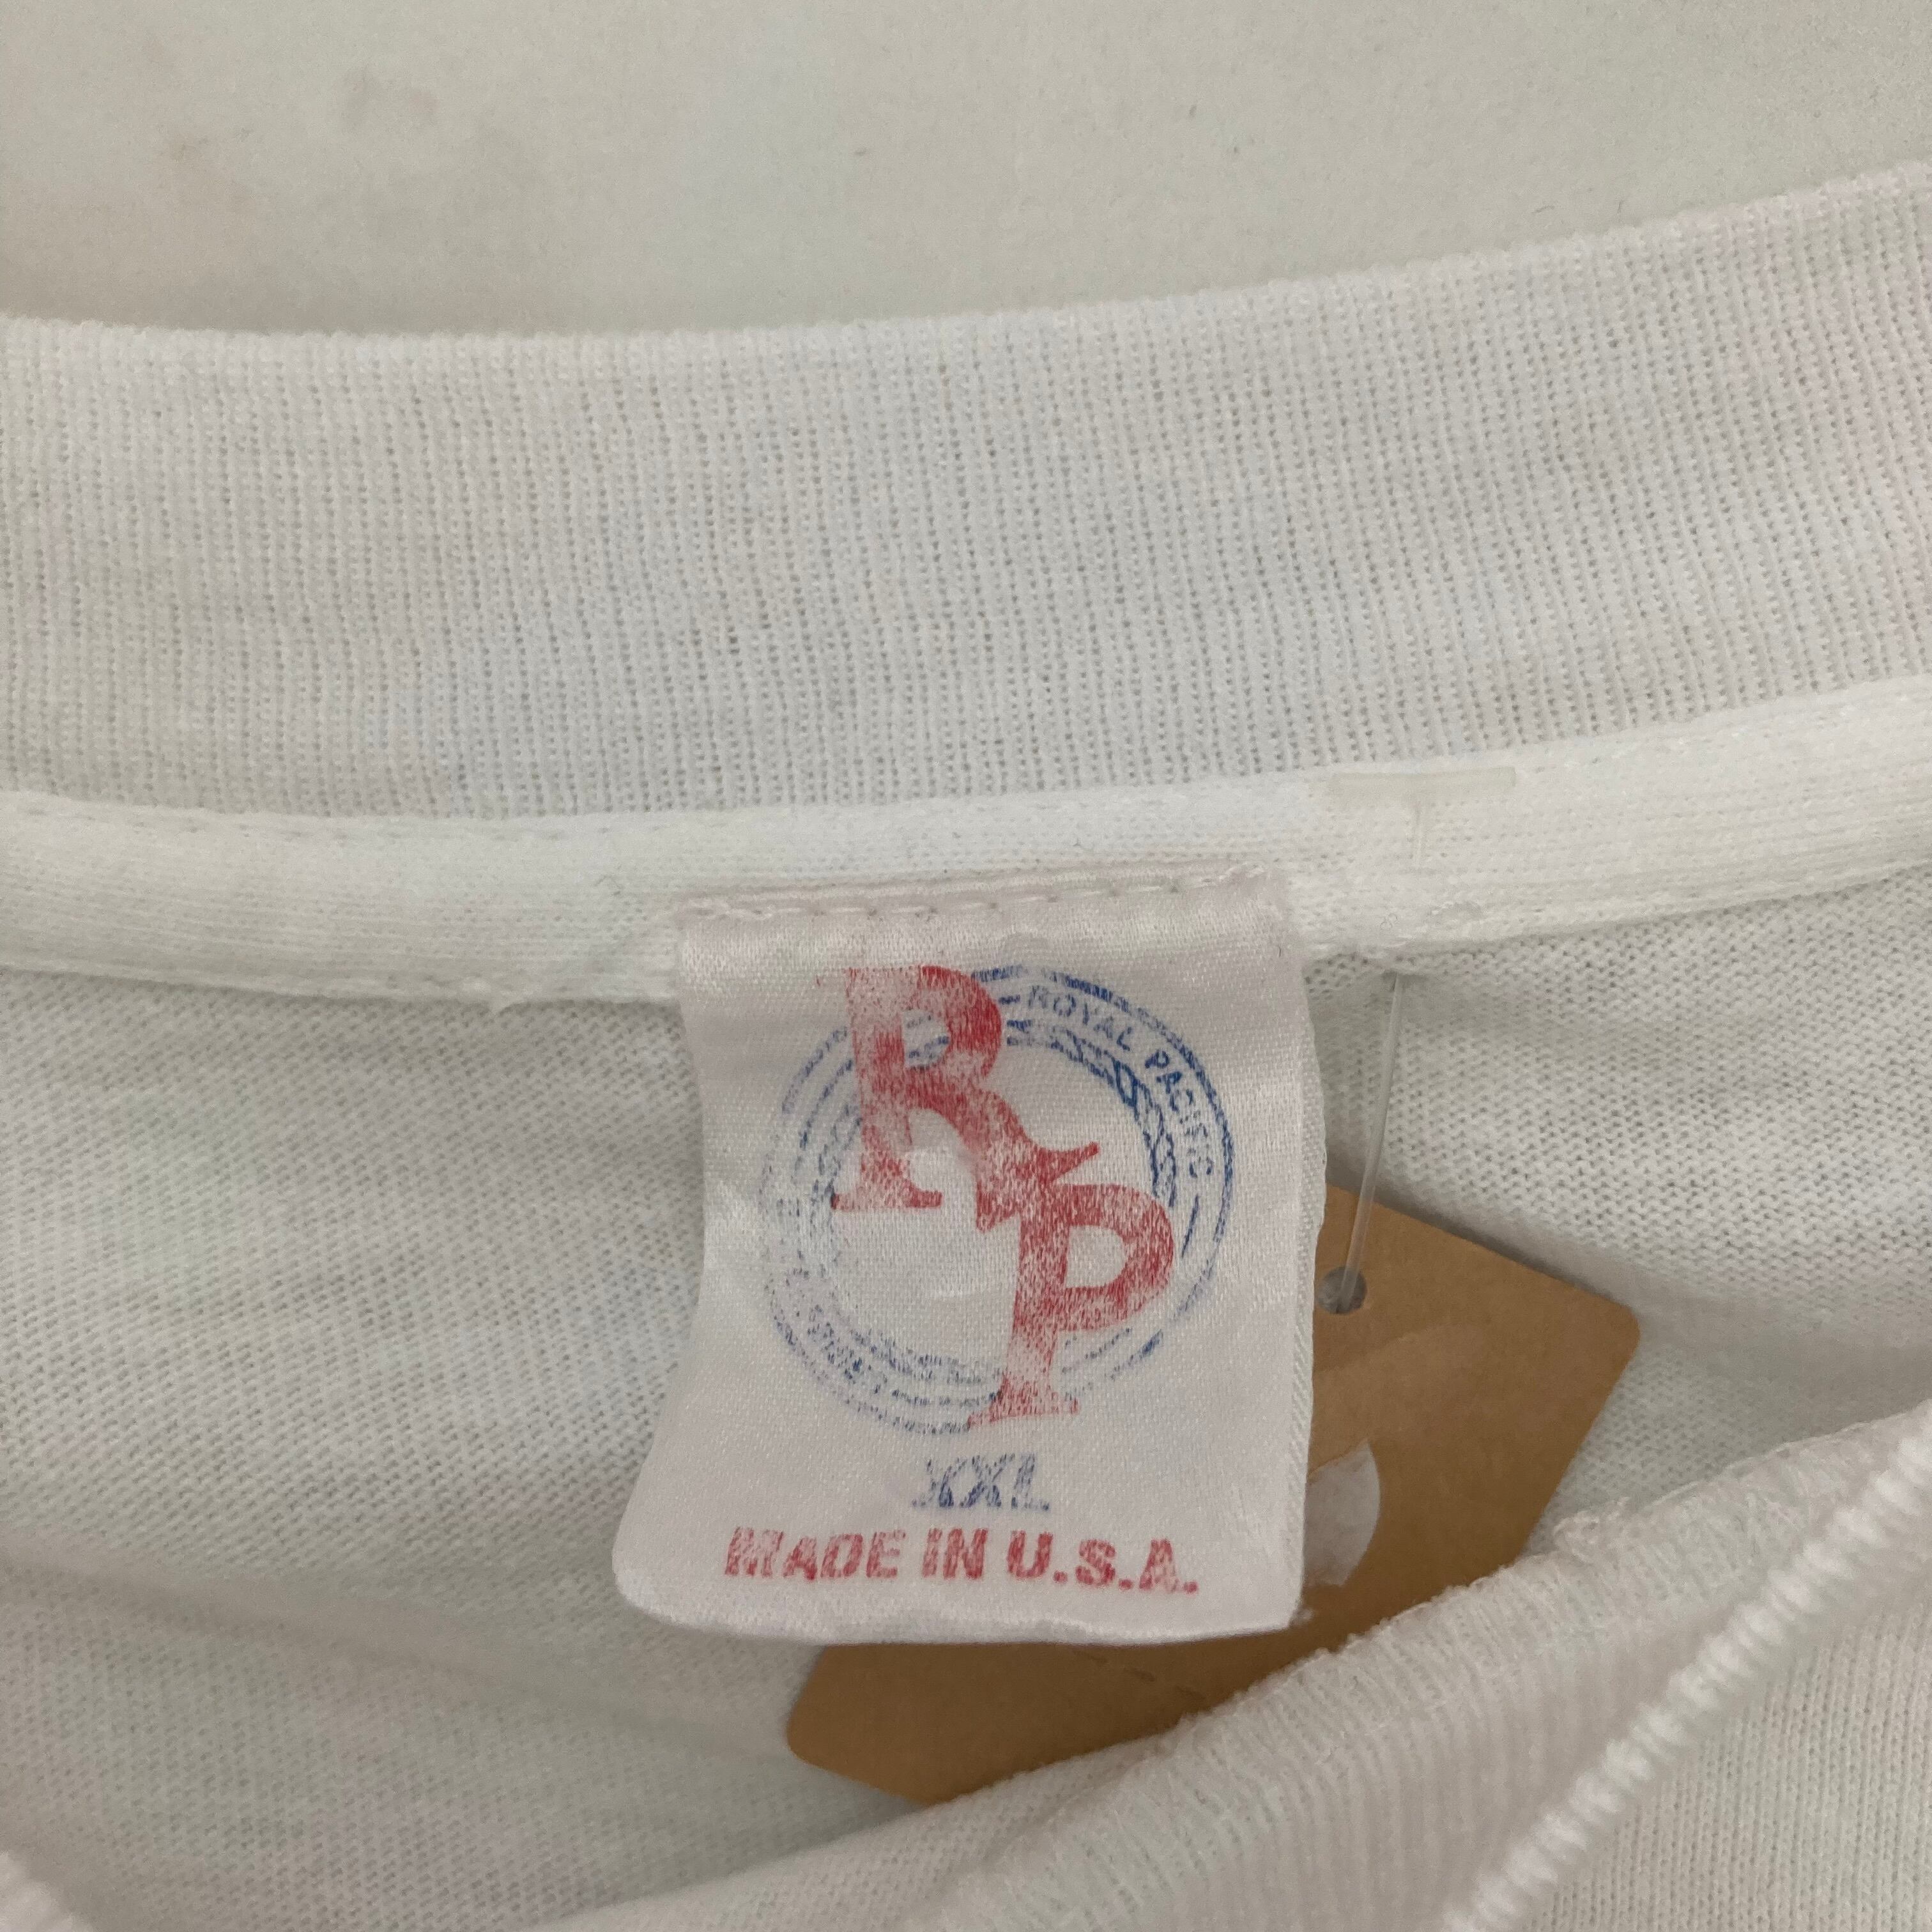 RP
ROYAL PACIFIC
XXL
MADE IN U.S.A.